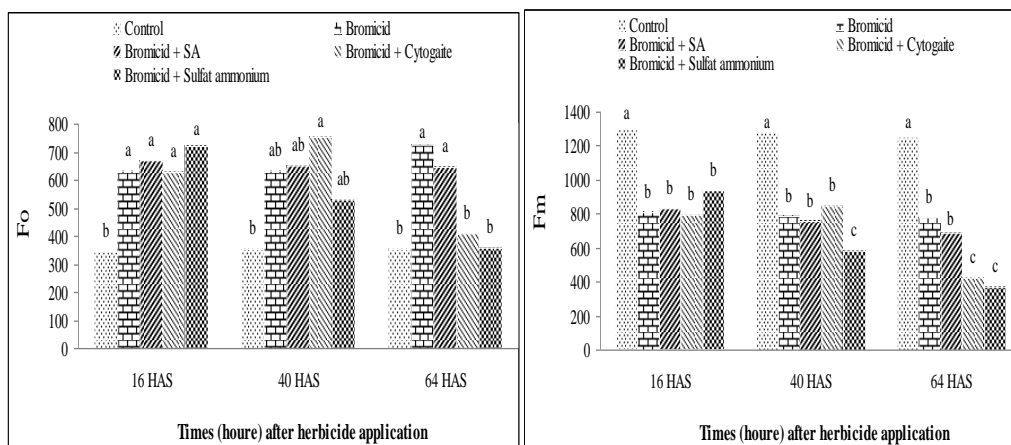 Control Bromicid
Bromicid + SA Bromicid + Cytogaite
Bromicid + Sulfat ammonium
Fo
800
700
600
500
400
300
200
100
0
b a a a a
b ab ab a ab
b a a b b
16 HAS 40 HAS 64 HAS
Times (houre) after herbicide application
Control Bromicid
Bromicid + SA Bromicid + Cytogaite
Bromicid + Sulfat ammonium
Fm
1400
1200
1000
800
600
400
200
0
a b b b b
a b b b c
a b b c c
16 HAS 40 HAS 64 HAS
Times (houre) after herbicide application